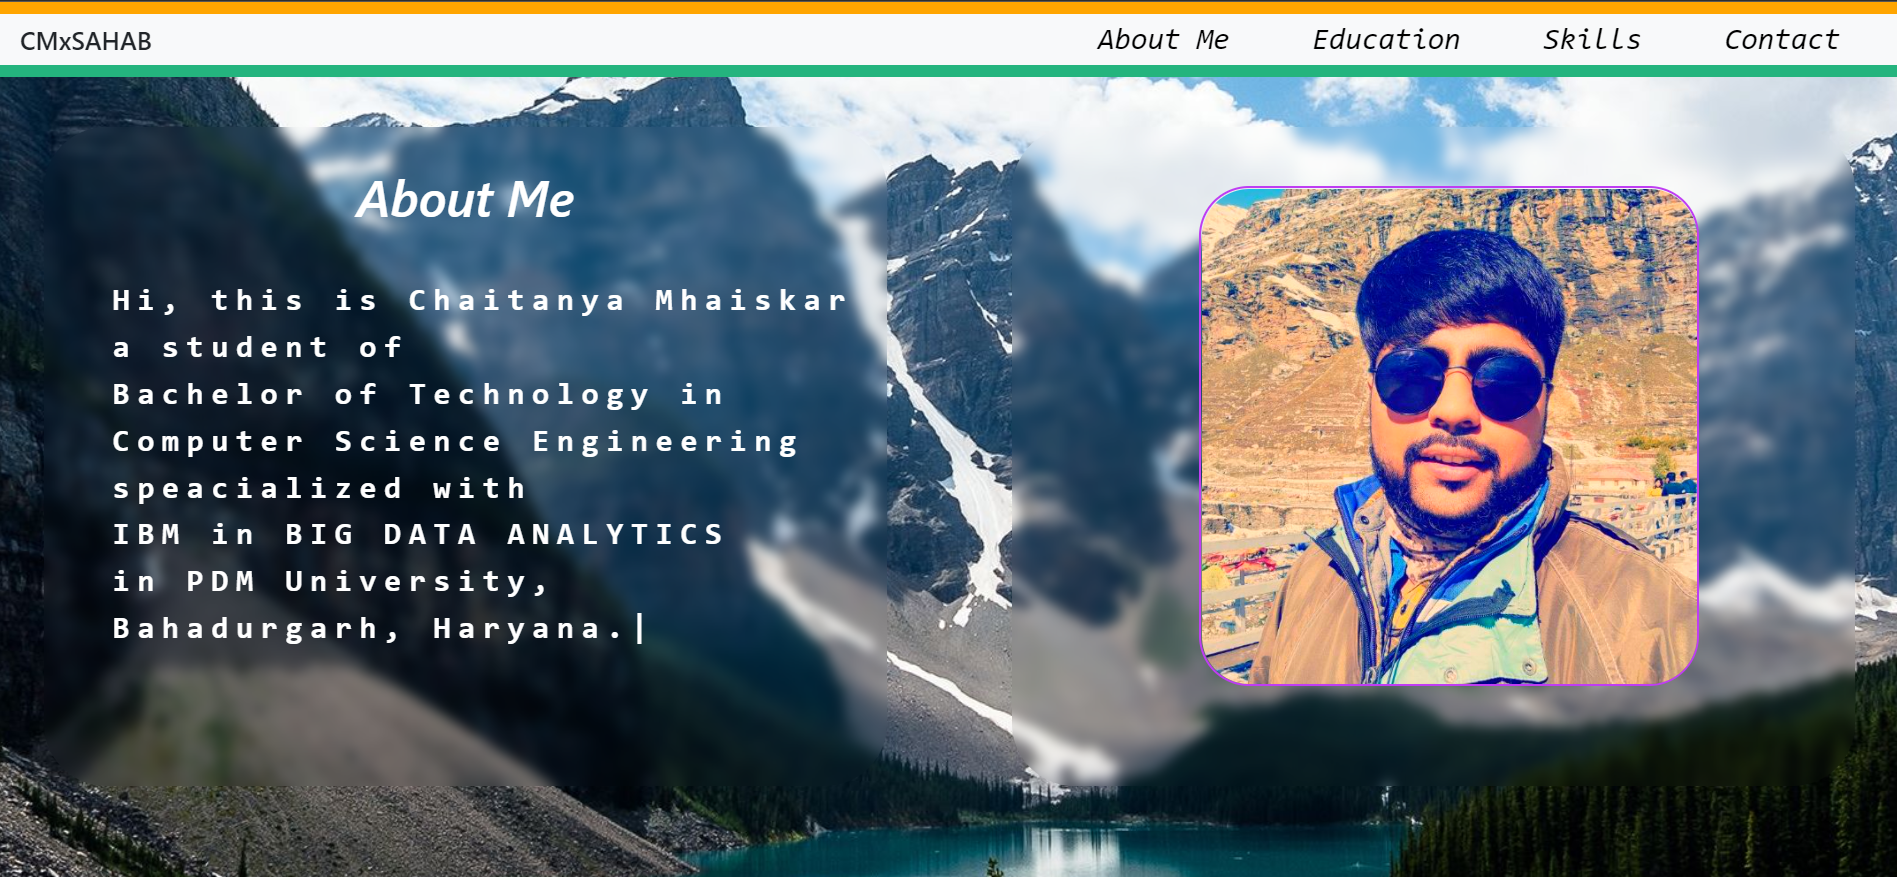 CMxSAHAB
About Me
Education
Skills
Contact
About Me
Hi, this is Chaitanya Mhaiskar
a student of
Bachelor of Technology in
Computer Science Engineering
speacialized with
IBM in BIG DATA ANALYTICS
in PDM University,
Bahadurgarh, Haryana.|